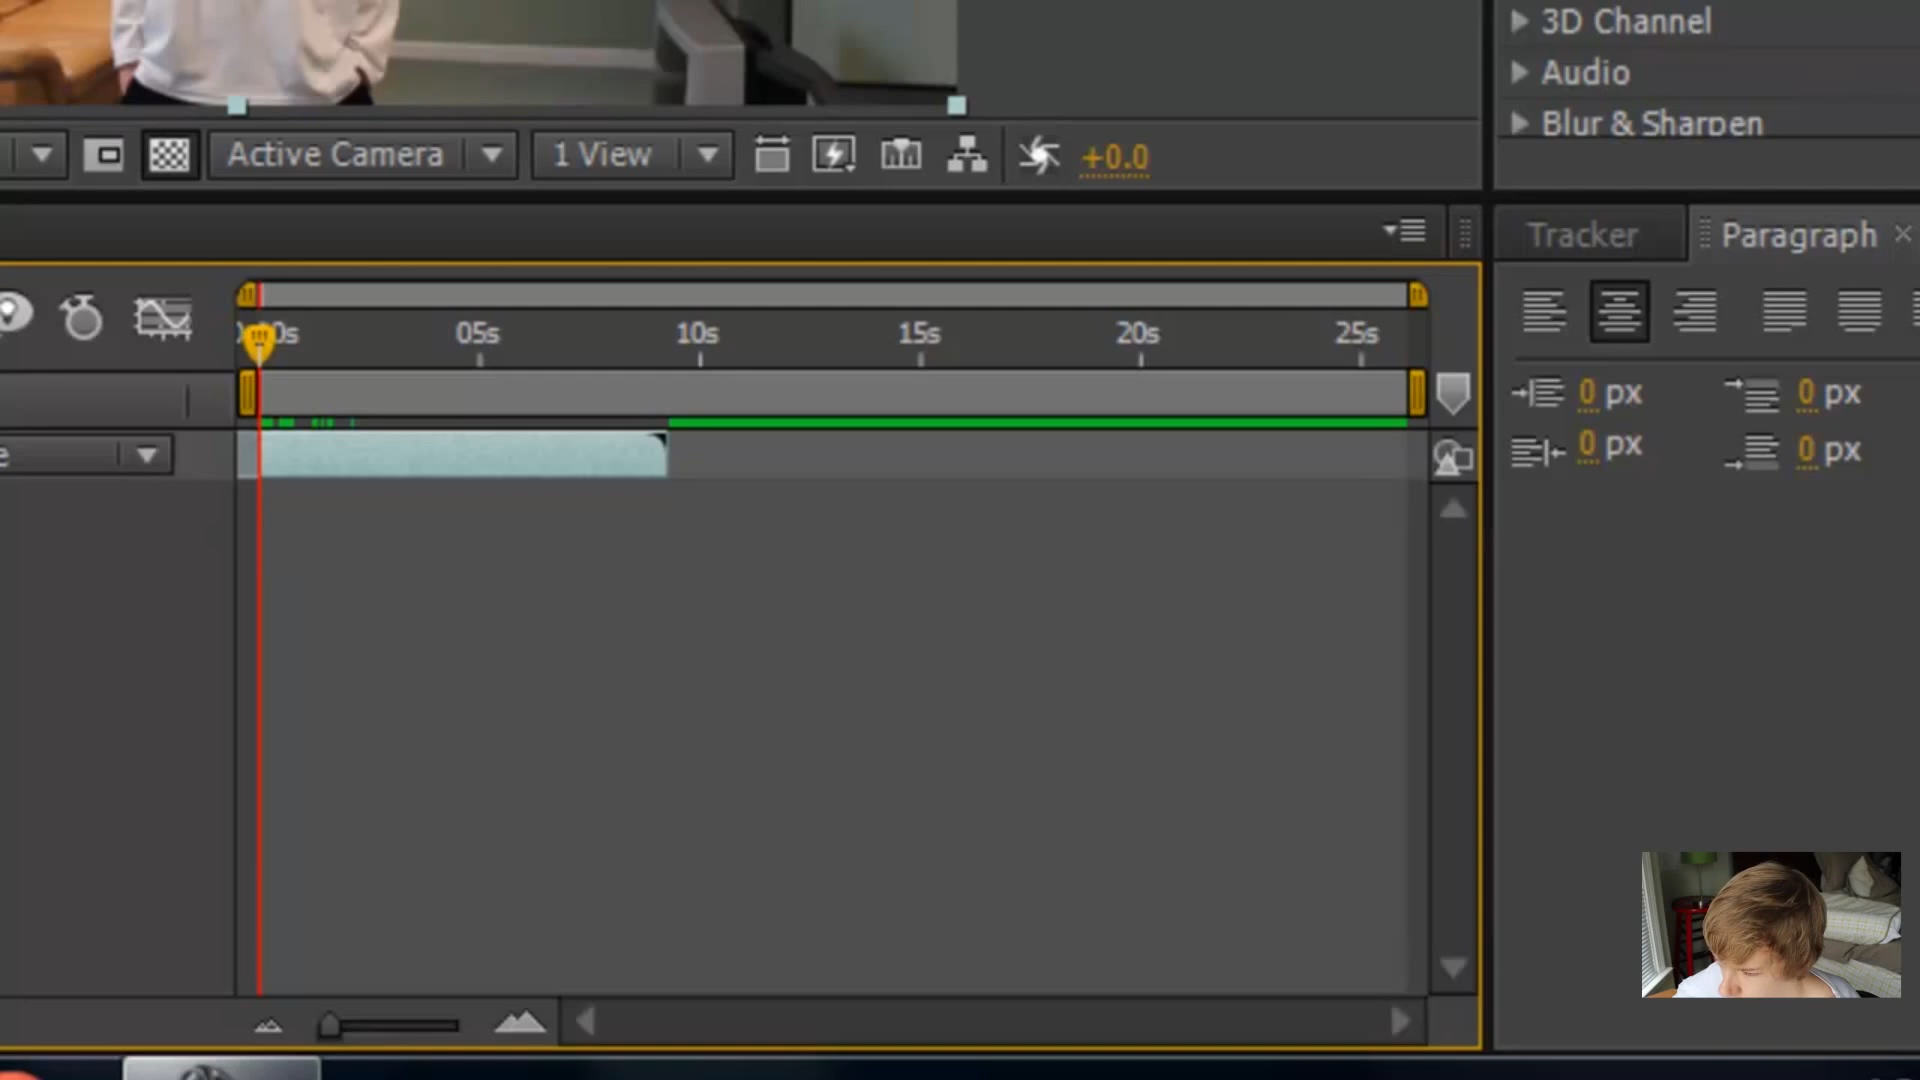 3D Channel
Audio
Blur & Sharpen
Active Camera
1 View
+0.0
Tracker
Paragraph
05s
10s
15s
20s
25s
0 px
0 px
0 px
0 px